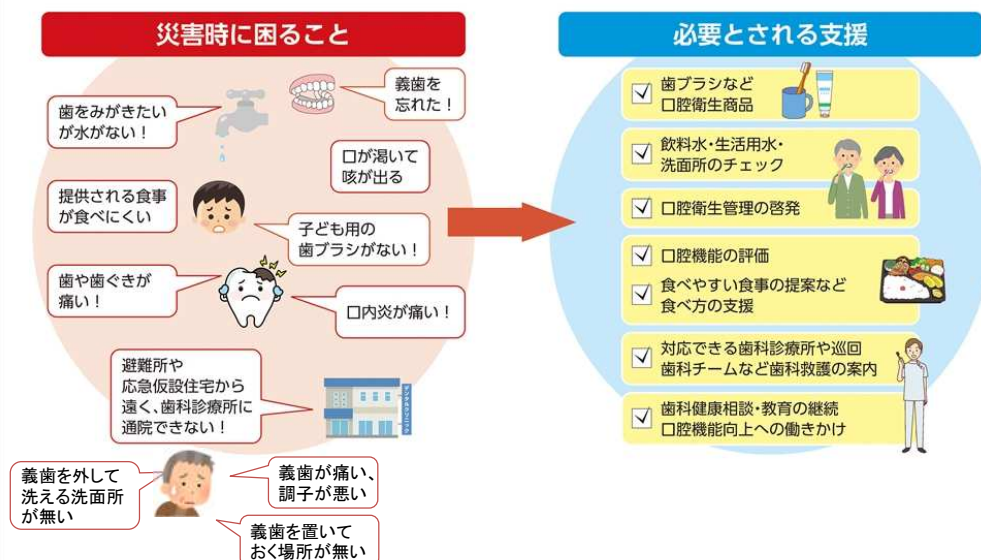 災害時に困ること
歯をみがきたい
が水がない！
義歯を
忘れた！
口が渇いて
咳が出る
提供される食事
が食べにくい
子ども用の
歯ブラシがない！
歯や歯ぐきが
痛い！
口内炎が痛い！
避難所や
応急仮設住宅から
遠く、歯科診療所に
通院できない！
デンタルクリニック
義歯を外して
洗える洗面所
が無い
義歯が痛い、
調子が悪い
義歯を置いて
おく場所が無い
必要とされる支援
歯ブラシなど
口腔衛生商品
飲料水・生活用水・
洗面所のチェック
口腔衛生管理の啓発
口腔機能の評価
食べやすい食事の提案など
食べ方の支援
対応できる歯科診療所や巡回
歯科チームなど歯科救護の案内
歯科健康相談・教育の継続
口腔機能向上への働きかけ